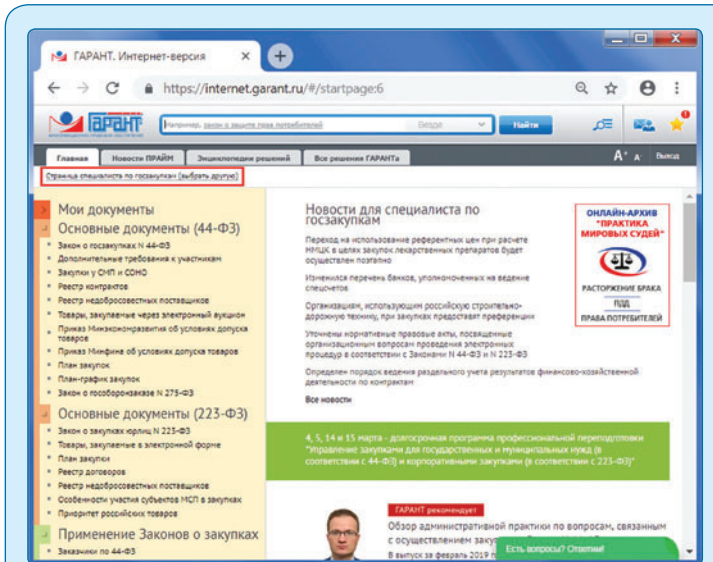 ГАРАНТ. Интернет-версия
https://internet.garant.ru/#/startpage:6
ГАРАНТ
Например, закон о защите прав потребителей
Везде
Найти
Главная
Новости ПРАЙМ
Энциклопедии решений
Все решения ГАРАНТа
А+ А-
Выход
Страница специалиста по госзакупкам (выбрать другую)
Мои документы
Основные документы (44-ФЗ)
Закон о госзакупках N 44-ФЗ
Дополнительные требования к участникам
Закупки у СМП и СОНО
Реестр контрактов
Реестр недобросовестных поставщиков
Товары, закупаемые через электронный аукцион
Приказ Минэкономразвития об условиях допуска
товаров
Приказ Минфина об условиях допуска товаров
План закупок
План-график закупок
Закон о гособоронзаказе N 275-ФЗ
Основные документы (223-ФЗ)
Закон о закупках юрлиц N 223-ФЗ
Товары, закупаемые в электронной форме
План закупки
Реестр договоров
Реестр недобросовестных поставщиков
Особенности участия субъектов МСП в закупках
Приоритет российских товаров
Применение Законов о закупках
Заказчики по 44-ФЗ
Новости для специалиста по
госзакупкам
Переход на использование референтных цен при расчете
НМЦК в целях закупок лекарственных препаратов будет
осуществлен поэтапно
Изменился перечень банков, уполномоченных на ведение
спецсчетов
Организациям, использующим российскую строительно-
дорожную технику, при закупках предоставят преференции
Уточнены нормативные правовые акты, посвященные
организационным вопросам проведения электронных
процедур в соответствии с Законами N 44-ФЗ и N 223-ФЗ
Определен порядок ведения раздельного учета результатов финансово-хозяйственной
деятельности по контрактам
Все новости
ОНЛАЙН-АРХИВ
"ПРАКТИКА
МИРОВЫХ СУДЕЙ"
РАСТОРЖЕНИЕ БРАКА
ПДД
ПРАВА ПОТРЕБИТЕЛЕЙ
4, 5, 14 и 15 марта - долгосрочная программа профессиональной переподготовки
"Управление закупками для государственных и муниципальных нужд (в
соответствии с 44-ФЗ) и корпоративными закупками (в соответствии с 223-ФЗ)"
ГАРАНТ рекомендует
Обзор административной практики по вопросам, связанным
с осуществлением заку
В выпуск за февраль 2019 г
Есть вопросы? Ответим!